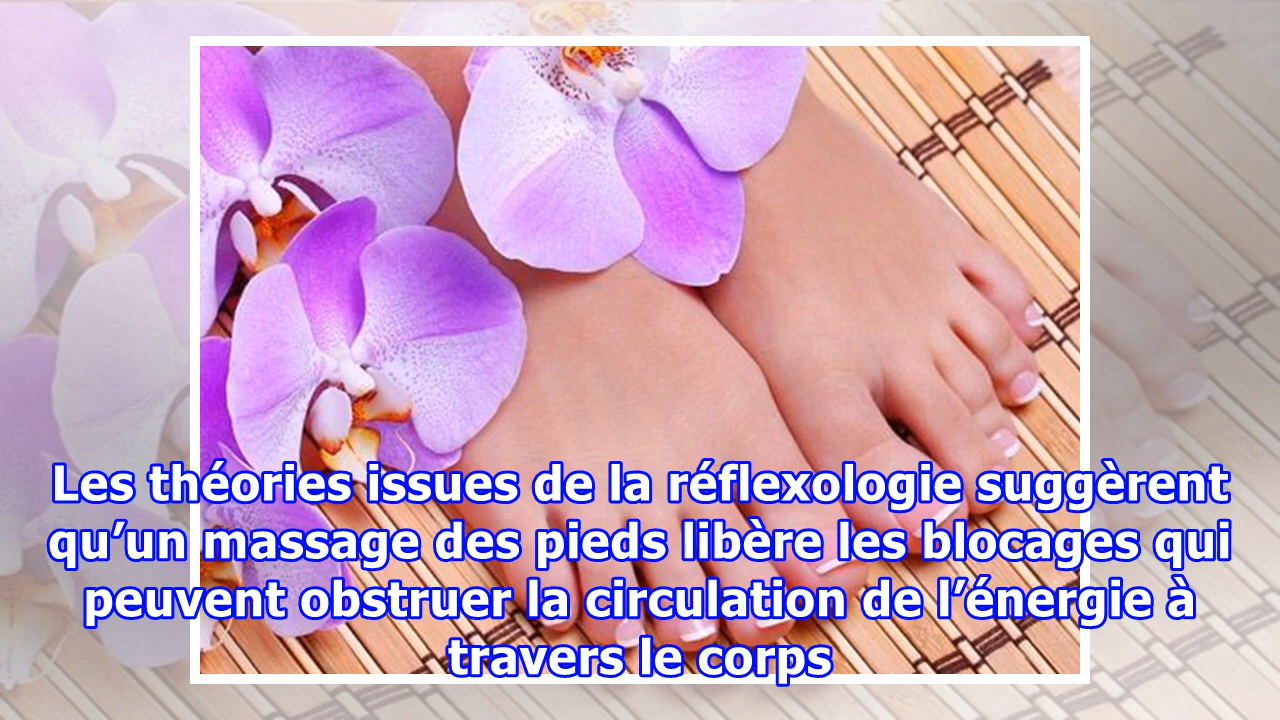 Les théories issues de la réflexologie suggèrent
qu’un massage des pieds libère les blocages qui
peuvent obstruer la circulation de l’énergie à
travers le corps